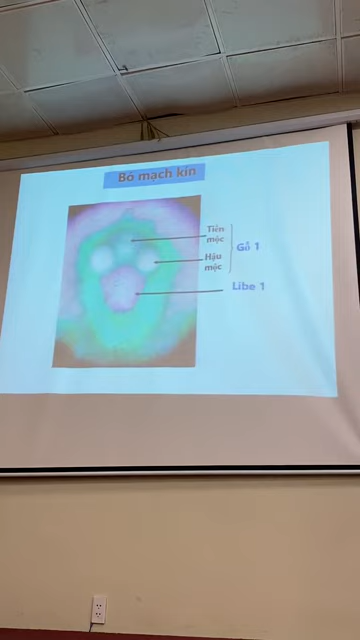 Bó mạch kín
Tiền
mộc
Gỗ 1
Hậu
mộc
Libe 1